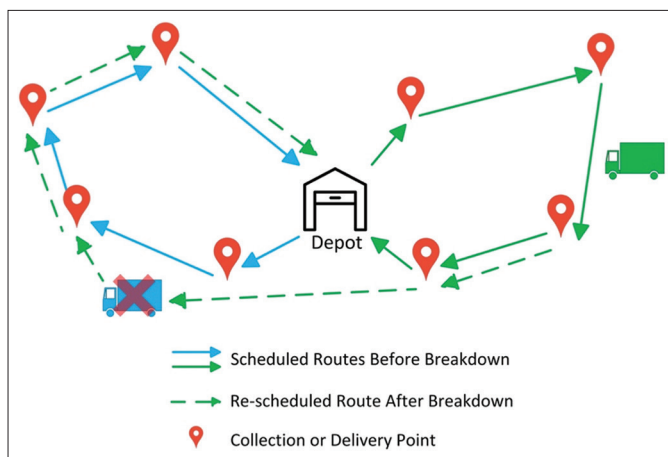 Depot
Scheduled Routes Before Breakdown
Re-scheduled Route After Breakdown
Collection or Delivery Point